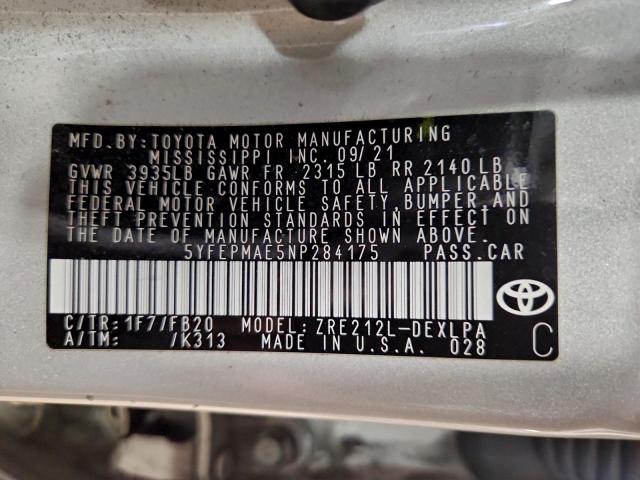 MFD.BY:TOYOTA MOTOR MANUFACTURING
MISSISSIPPI INC. 09/21
GVWR 3935LB GAWR FR 2315 LB RR 2140 LB
THIS VEHICLE CONFORMS TO ALL APPLICABLE
FEDERAL MOTOR VEHICLE SAFETY,BUMPER,AND
THEFT PREVENTION STANDARDS IN EFFECT ON
THE DATE OF MANUFACTURE SHOWN ABOVE.
5YFEPMAE5NP284175 PASS.CAR
C/TR:1F7/FB20 MODEL:ZRE212L-DEXLPA
A/TM: /K313 MADE IN U.S.A. 028 C